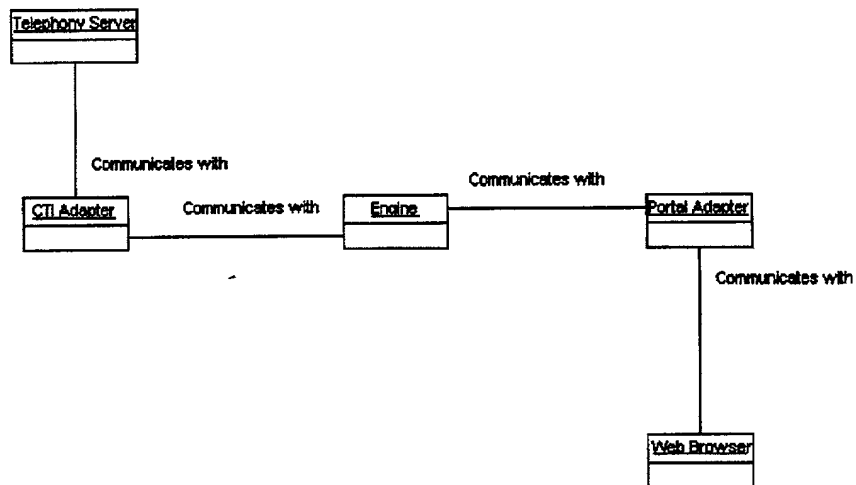 Telephony Server
Communicates with
CTI Adapter
Communicates with
Engine
Communicates with
Portal Adapter
Communicates with
Web Browser